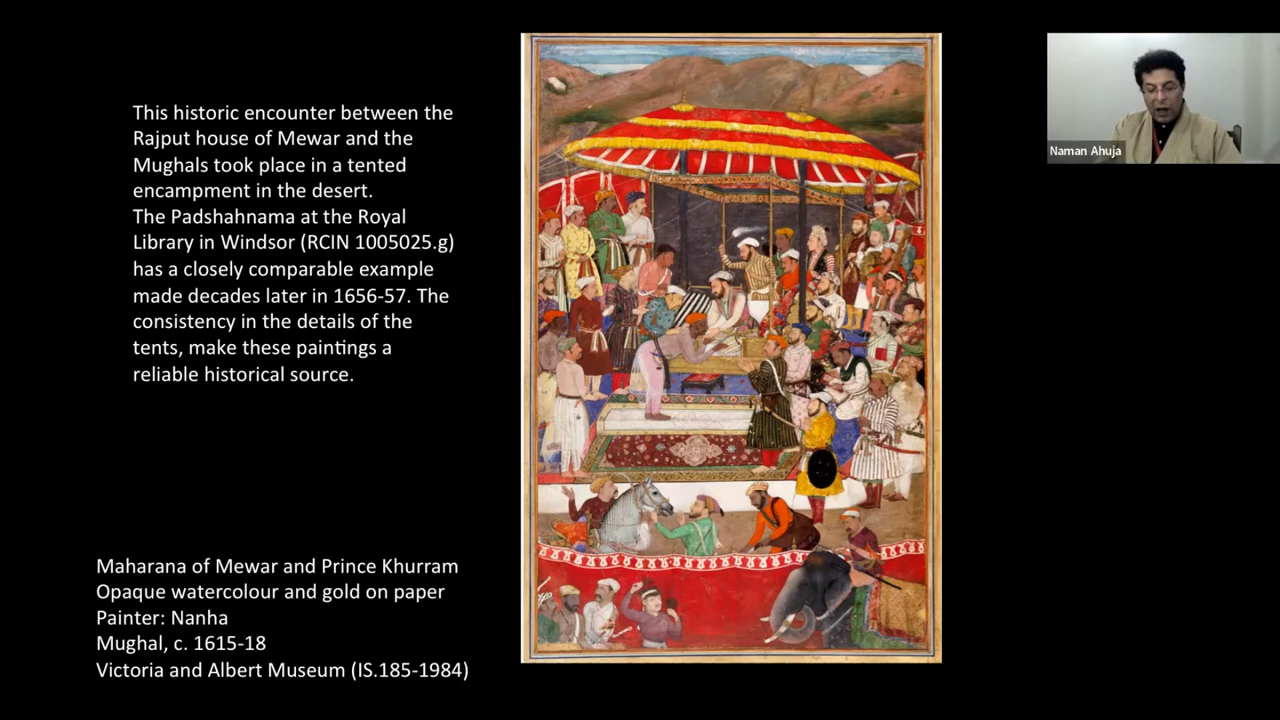 This historic encounter between the
Rajput house of Mewar and the
Mughals took place in a tented
encampment in the desert.
The Padshahnama at the Royal
Library in Windsor (RCIN 1005025.g)
has a closely comparable example
made decades later in 1656-57. The
consistency in the details of the
tents, make these paintings a
reliable historical source.
Maharana of Mewar and Prince Khurram
Opaque watercolour and gold on paper
Painter: Nanha
Mughal, c. 1615-18
Victoria and Albert Museum (IS.185-1984)
Naman Ahuja